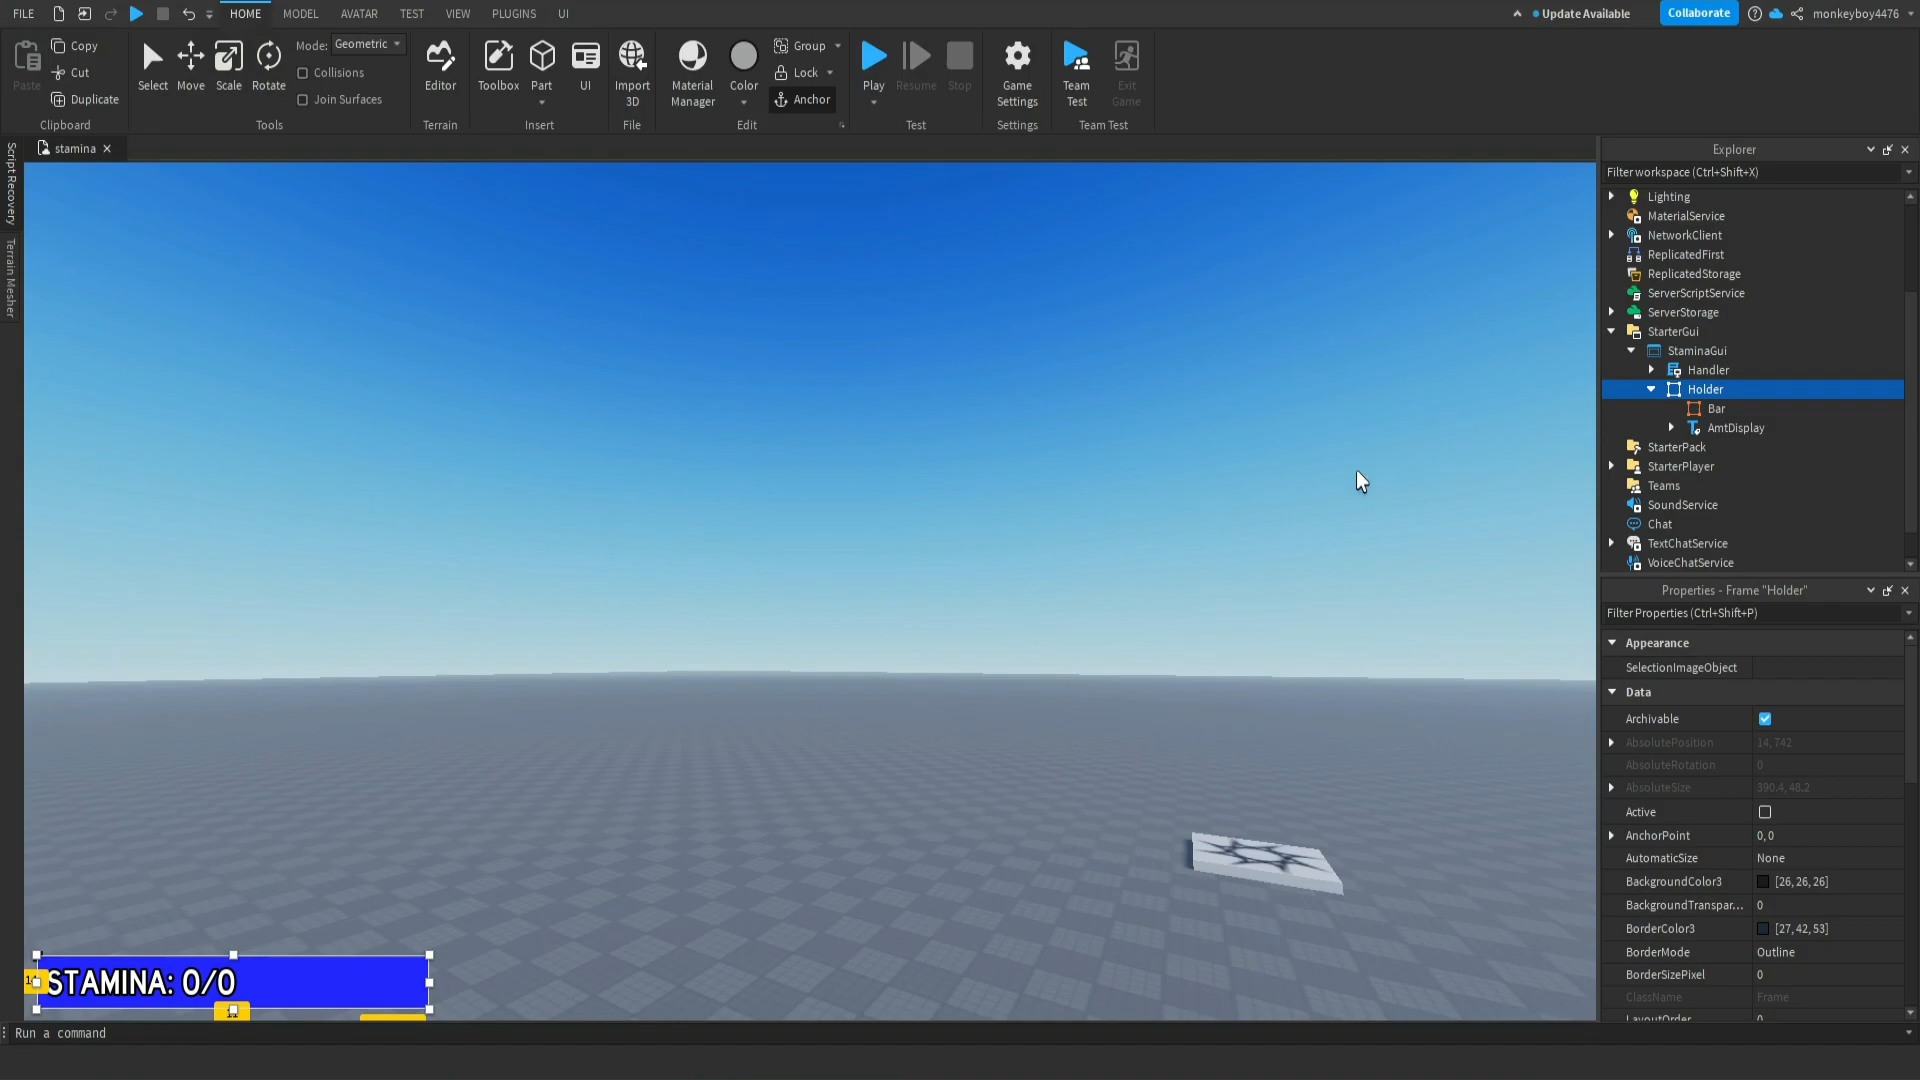 FILE
HOME
MODEL
AVATAR
TEST
VIEW
PLUGINS
UI
Update Available
Collaborate
monkeyboy4476
Paste
Copy
Cut
Duplicate
Clipboard
Select
Move
Scale
Rotate
Mode: Geometric
Collisions
Join Surfaces
Tools
Editor
Terrain
Toolbox
Part
UI
Insert
Import
3D
File
Material
Manager
Color
Group
Lock
Anchor
Edit
Play
Resume
Stop
Test
Game
Settings
Settings
Team
Test
Exit
Game
Team Test
Script Recovery
Terrain Mesher
stamina
STAMINA: 0/0
Run a command
Explorer
Filter workspace (Ctrl+Shift+X)
Lighting
MaterialService
NetworkClient
ReplicatedFirst
ReplicatedStorage
ServerScriptService
ServerStorage
StarterGui
StaminaGui
Handler
Holder
Bar
AmtDisplay
StarterPack
StarterPlayer
Teams
SoundService
Chat
TextChatService
VoiceChatService
Properties - Frame "Holder"
Filter Properties (Ctrl+Shift+P)
Appearance
SelectionImageObject
Data
Archivable
AbsolutePosition 14, 742
AbsoluteRotation 0
AbsoluteSize 390.4, 48.2
Active
AnchorPoint 0, 0
AutomaticSize None
BackgroundColor3 [26, 26, 26]
BackgroundTranspar... 0
BorderColor3 [27, 42, 53]
BorderMode Outline
BorderSizePixel 0
ClassName Frame
LayoutOrder 0